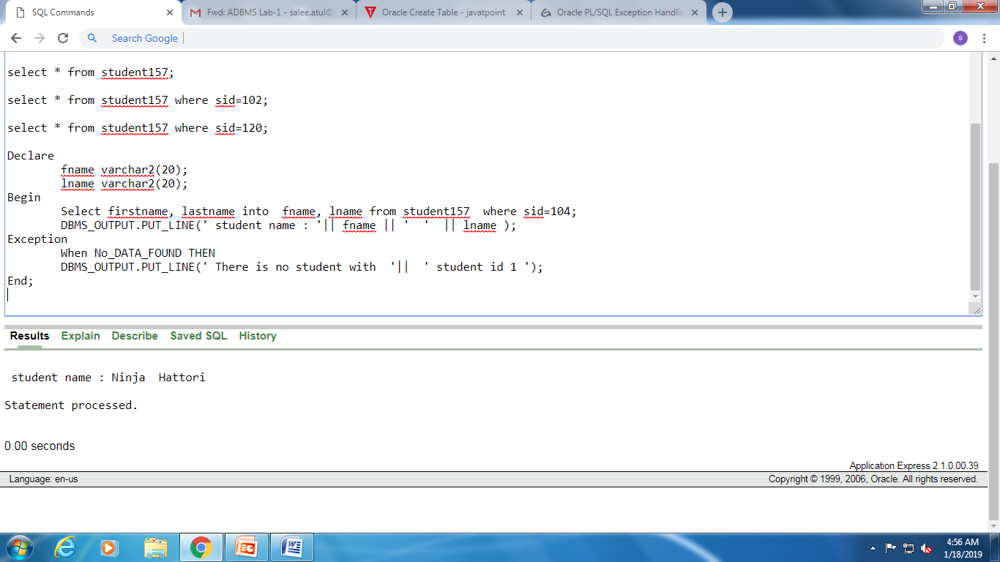 SQL Commands
Fwd: ADBMS Lab-1 - salee.atul@
Oracle Create Table - javatpoint
Oracle PL/SQL Exception Handlin
Search Google
S
select * from student157;
select * from student157 where sid=102;
select * from student157 where sid=120;
Declare
fname varchar2(20);
lname varchar2(20);
Begin
Select firstname, lastname into  fname, lname from student157  where sid=104;
DBMS_OUTPUT.PUT_LINE(' student name : '|| fname || '  '  || lname );
Exception
When No_DATA_FOUND THEN
DBMS_OUTPUT.PUT_LINE(' There is no student with  '||  ' student id 1 ');
End;
Results Explain Describe Saved SQL History
student name : Ninja  Hattori
Statement processed.
0.00 seconds
Application Express 2.1.0.00.39
Language: en-us
Copyright © 1999, 2006, Oracle. All rights reserved.
4:56 AM
1/18/2019